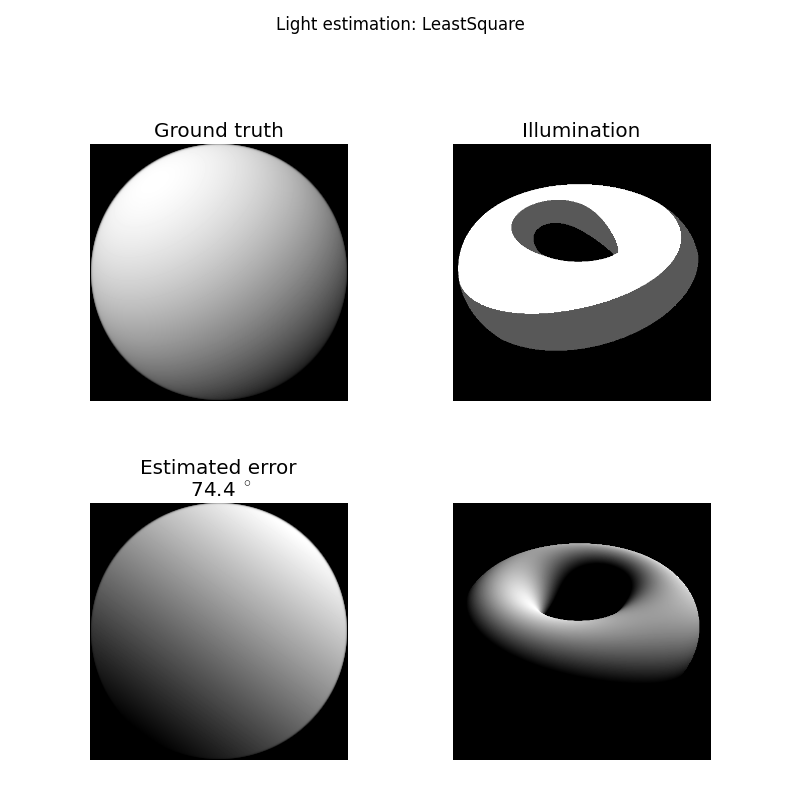 Light estimation: LeastSquare
Ground truth
Illumination
Estimated error
74.4 °